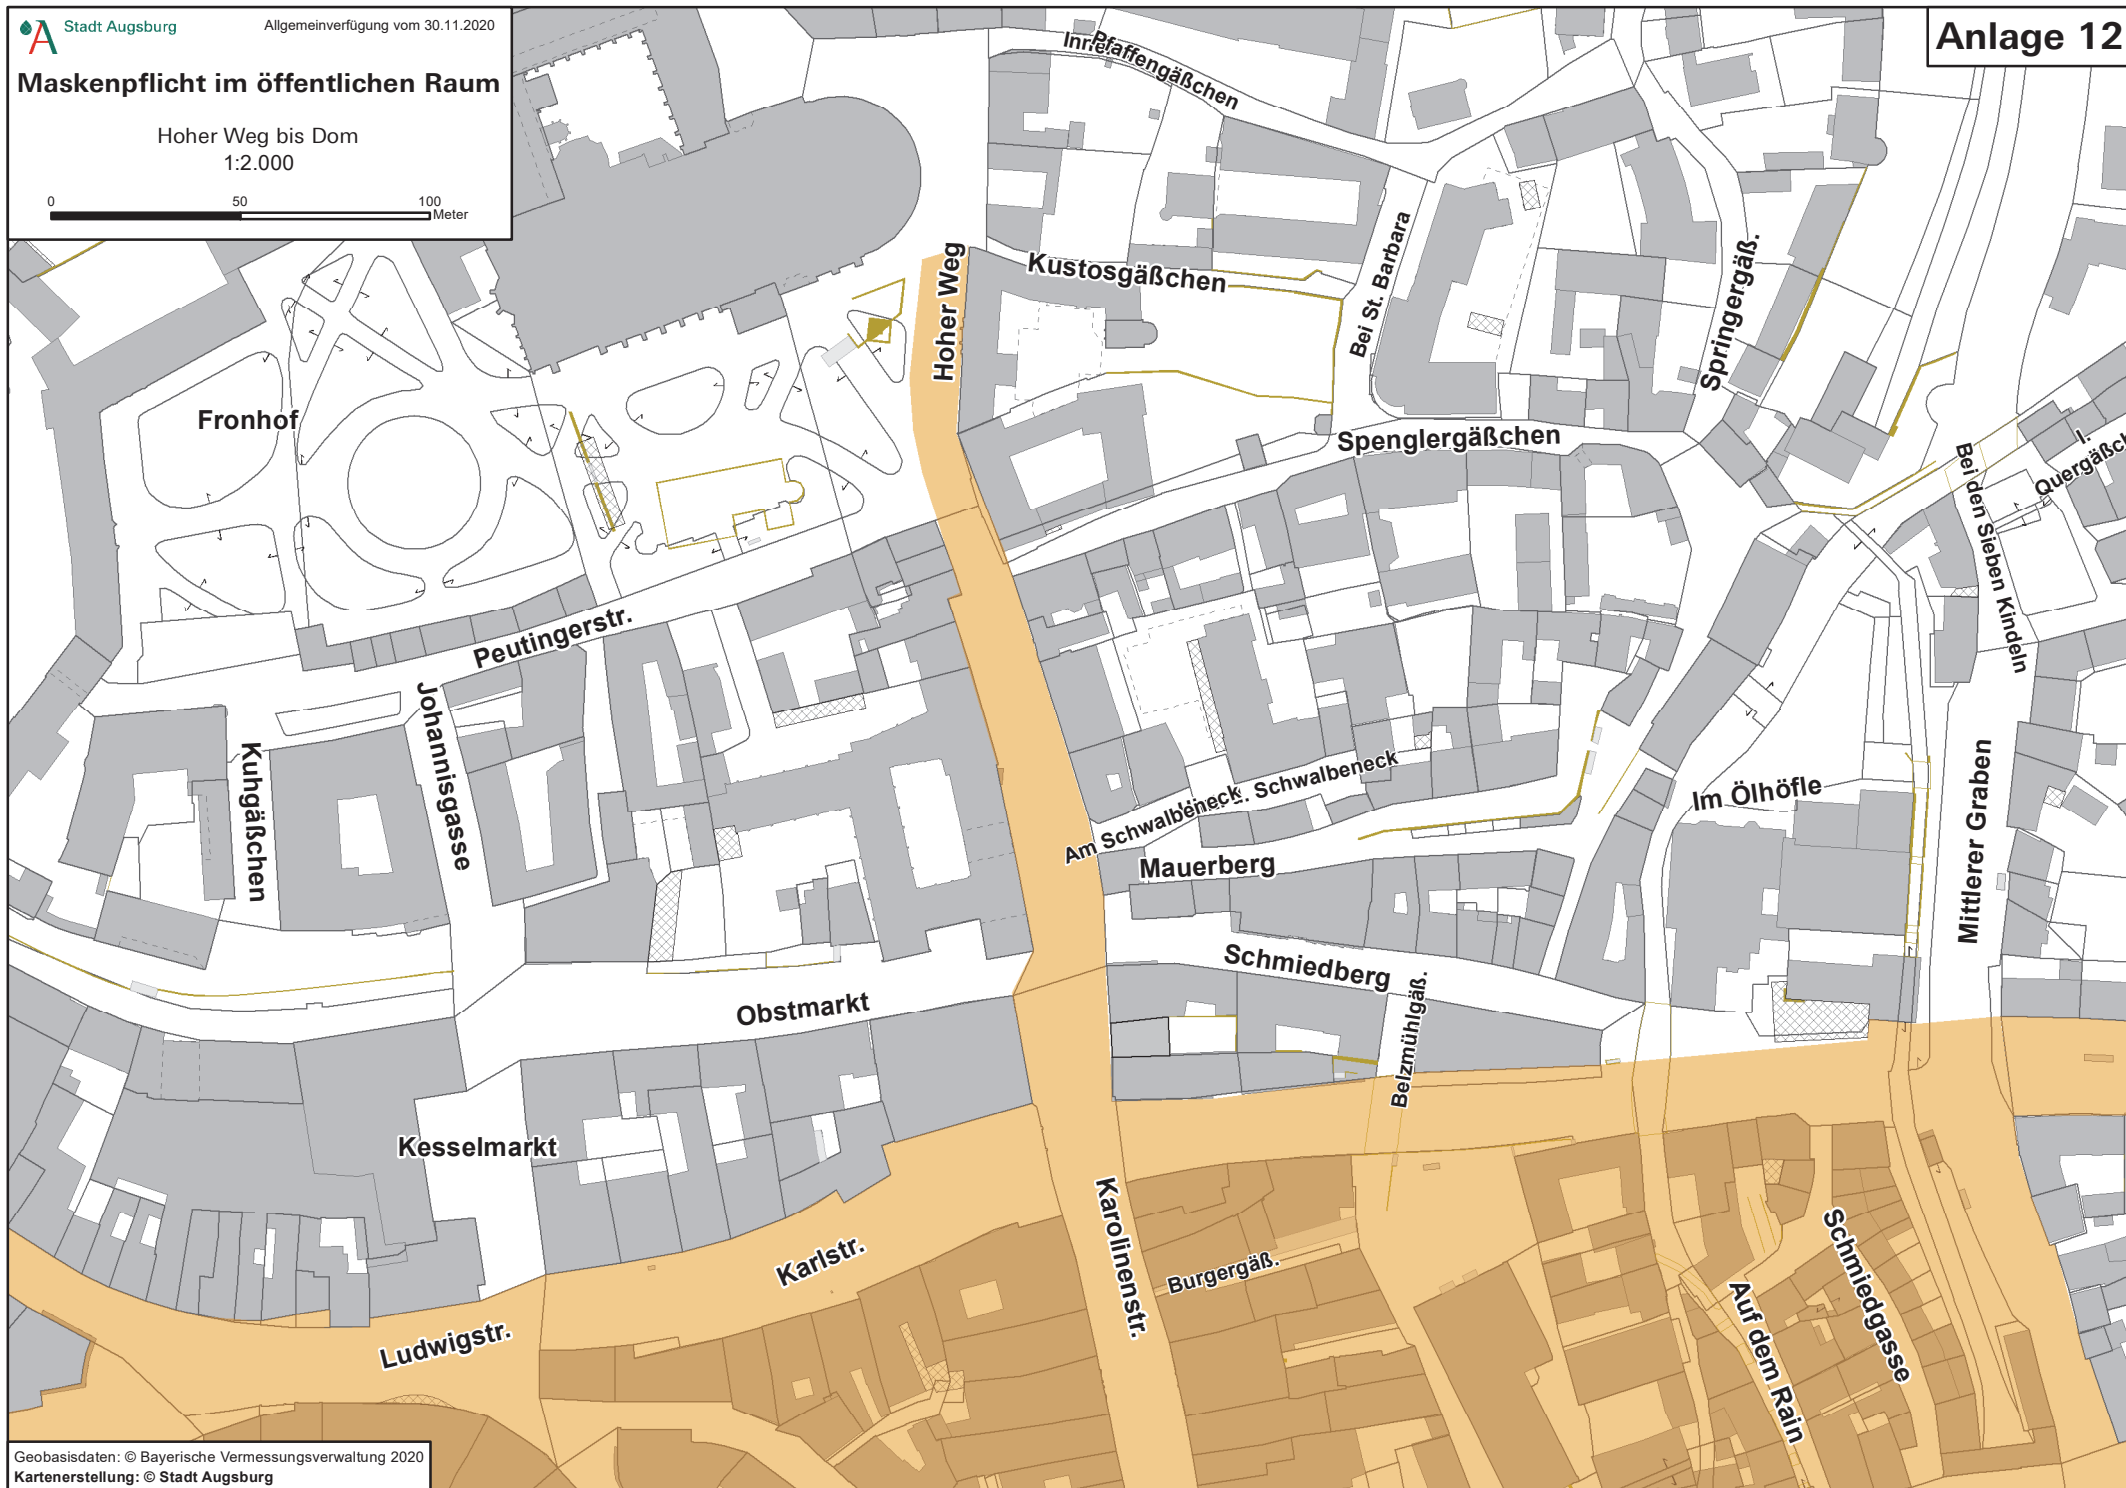 Stadt Augsburg
Allgemeinverfügung vom 30.11.2020
Maskenpflicht im öffentlichen Raum
Hoher Weg bis Dom
1:2.000
0 50 100
Meter
Anlage 12
Pfaffengäßchen
Kustosgäßchen
Hoher Weg
Bei St. Barbara
Springergäß.
Fronhof
Spenglergäßchen
Bei den Sieben Kindeln
Peutingerstr.
Johannisgasse
Kuhgäßchen
Am Schwalbeneck
Schwalbeneck
Im Ölhöfle
Mittlerer Graben
Mauerberg
Schmiedberg
Belzmühlgäß.
Obstmarkt
Kesselmarkt
Karlstr.
Karolinenstr.
Burgergäß.
Schmiedgasse
Auf dem Rain
Ludwigstr.
Geobasisdaten: © Bayerische Vermessungsverwaltung 2020
Kartenerstellung: © Stadt Augsburg